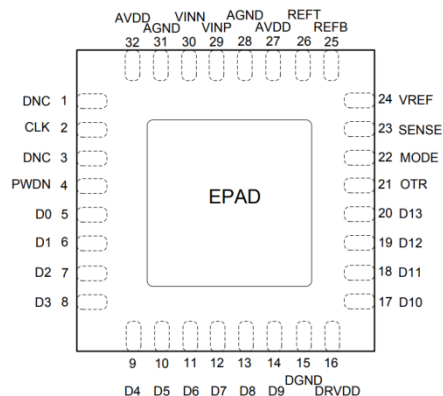 AVDD AGND VINN VINP AGND AVDD REFT REFB
32 31 30 29 28 27 26 25
DNC 1
CLK 2
DNC 3
PWDN 4
D0 5
D1 6
D2 7
D3 8
EPAD
24 VREF
23 SENSE
22 MODE
21 OTR
20 D13
19 D12
18 D11
17 D10
9 10 11 12 13 14 15 16
D4 D5 D6 D7 D8 D9 DGND DRVDD